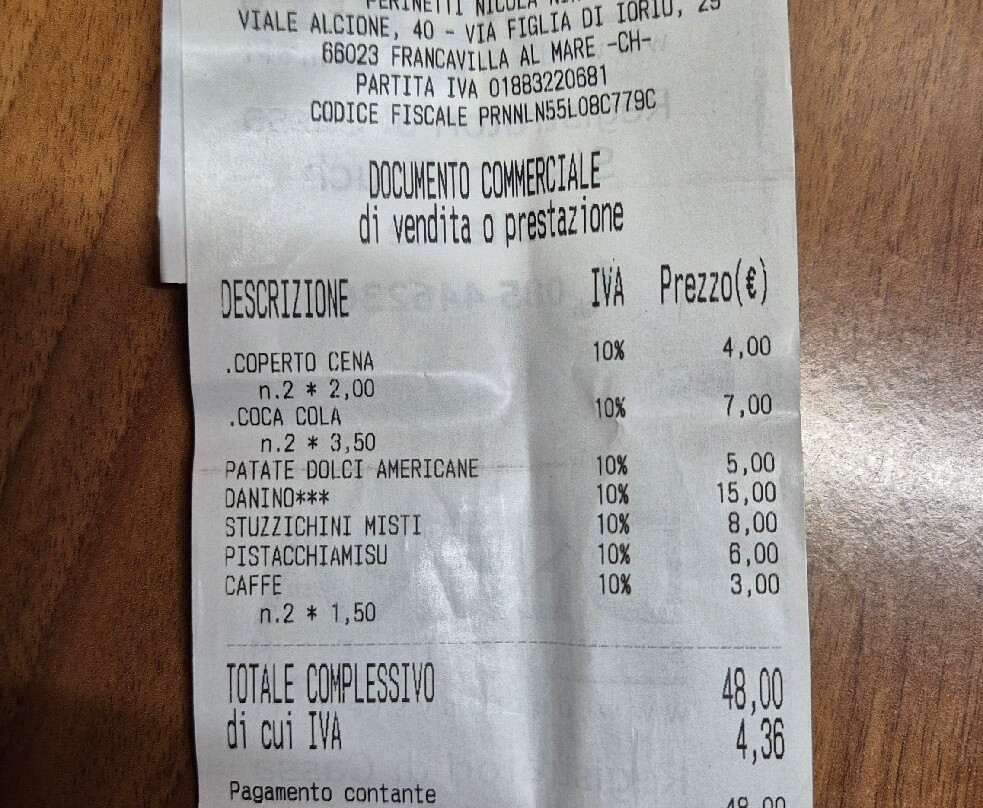 PERINETTI NICOLA
VIALE ALCIONE, 40 - VIA FIGLIA DI IORIO, 29
66023 FRANCAVILLA AL MARE -CH-
PARTITA IVA 01883220681
CODICE FISCALE PRNNLN55L08C779C
DOCUMENTO COMMERCIALE
di vendita o prestazione
DESCRIZIONE IVA Prezzo(€)
.COPERTO CENA 10% 4,00
n.2 * 2,00
.COCA COLA 10% 7,00
n.2 * 3,50
PATATE DOLCI AMERICANE 10% 5,00
DANINO*** 10% 15,00
STUZZICHINI MISTI 10% 8,00
PISTACCHIAMISU 10% 6,00
CAFFE 10% 3,00
n.2 * 1,50
TOTALE COMPLESSIVO 48,00
di cui IVA 4,36
Pagamento contante 48,00